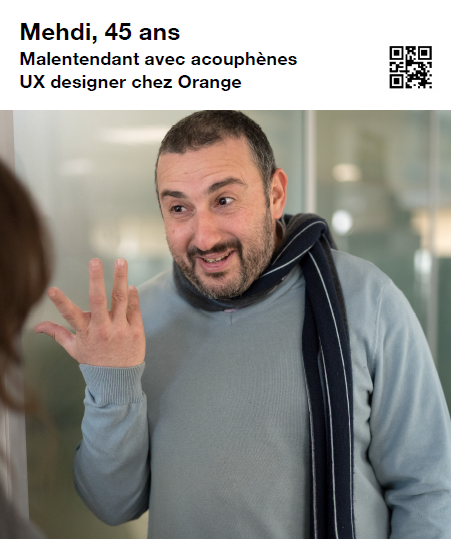 Mehdi, 45 ans
Malentendant avec acouphènes
UX designer chez Orange